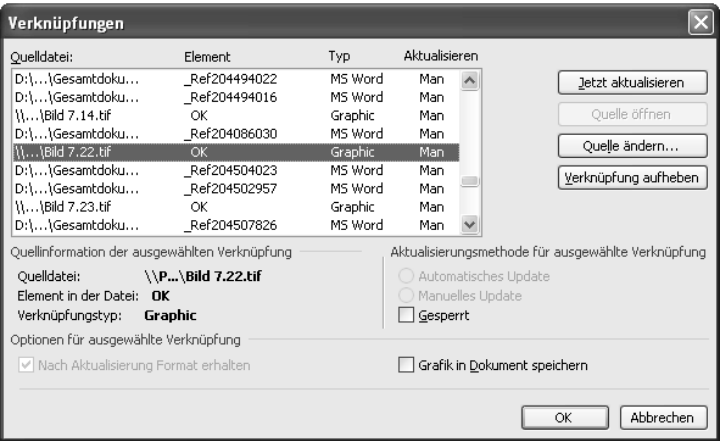 Verknüpfungen
Quelldatei: Element Typ Aktualisieren
D:\...\Gesamtdoku... _Ref204494022 MS Word Man
D:\...\Gesamtdoku... _Ref204494016 MS Word Man
\\...\Bild 7.14.tif OK Graphic Man
D:\...\Gesamtdoku... _Ref204086030 MS Word Man
\\...\Bild 7.22.tif OK Graphic Man
D:\...\Gesamtdoku... _Ref204504023 MS Word Man
D:\...\Gesamtdoku... _Ref204502957 MS Word Man
\\...\Bild 7.23.tif OK Graphic Man
D:\...\Gesamtdoku... _Ref204507826 MS Word Man
Jetzt aktualisieren
Quelle öffnen
Quelle ändern...
Verknüpfung aufheben
Quellinformation der ausgewählten Verknüpfung
Quelldatei: \\P...\Bild 7.22.tif
Element in der Datei: OK
Verknüpfungstyp: Graphic
Aktualisierungsmethode für ausgewählte Verknüpfung
Automatisches Update
Manuelles Update
Gesperrt
Optionen für ausgewählte Verknüpfung
Nach Aktualisierung Format erhalten
Grafik in Dokument speichern
OK Abbrechen